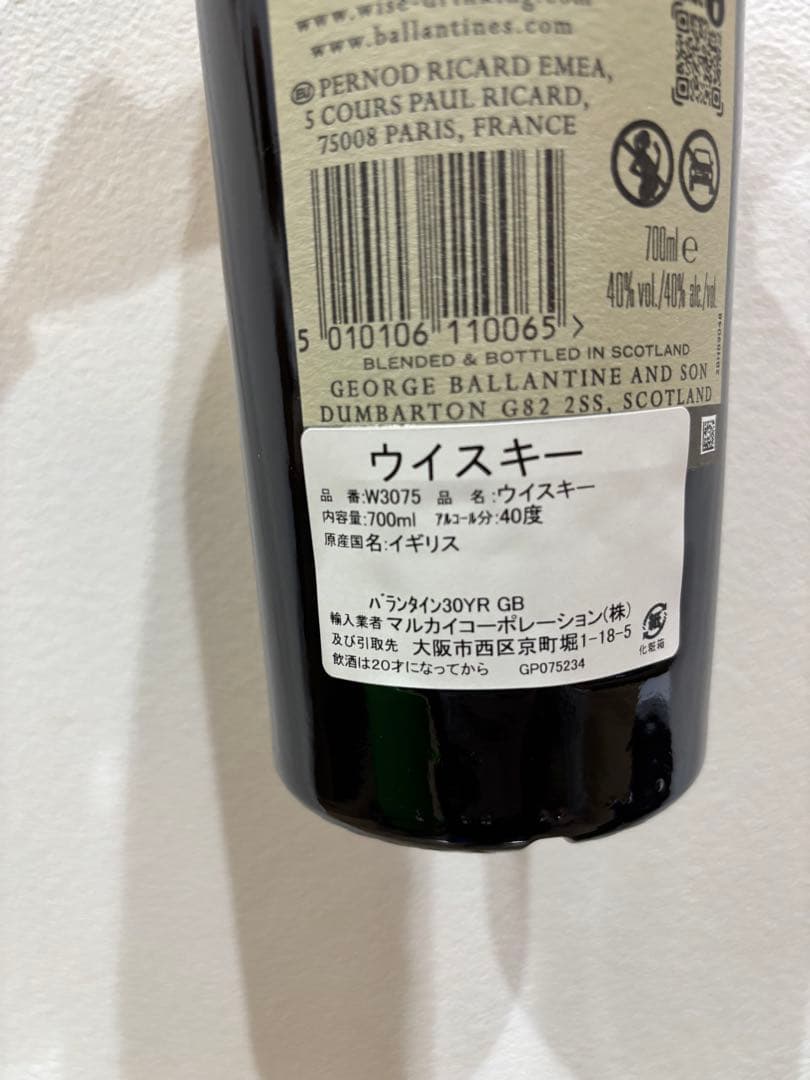 www.wise-drinking.com
www.ballantines.com
EU PERNOD RICARD EMEA,
5 COURS PAUL RICARD,
75008 PARIS, FRANCE
700ml e
40% vol./40% alc./vol.
5 010106 110065 >
BLENDED & BOTTLED IN SCOTLAND
GEORGE BALLANTINE AND SON
DUMBARTON G82 2SS, SCOTLAND
ウイスキー
品 番:W3075 品 名:ウイスキー
内容量:700ml アルコール分:40度
原産国名:イギリス
バランタイン30YR GB
輸入業者 マルカイコーポレーション(株)
及び引取先 大阪市西区京町堀1-18-5
紙
化粧箱
飲酒は20才になってから GP075234